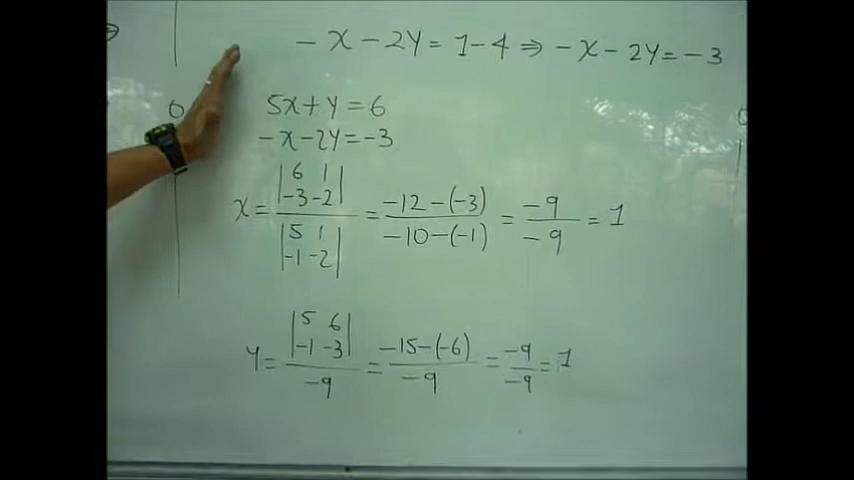 -x-2y=1-4⇒-x-2y=-3
5x+y=6
-x-2y=-3
x= |6 1| |-3 -2| / |5 1| |-1 -2| = -12-(-3) / -10-(-1) = -9 / -9 = 1
y= |5 6| |-1 -3| / -9 = -15-(-6) / -9 = -9 / -9 = 1